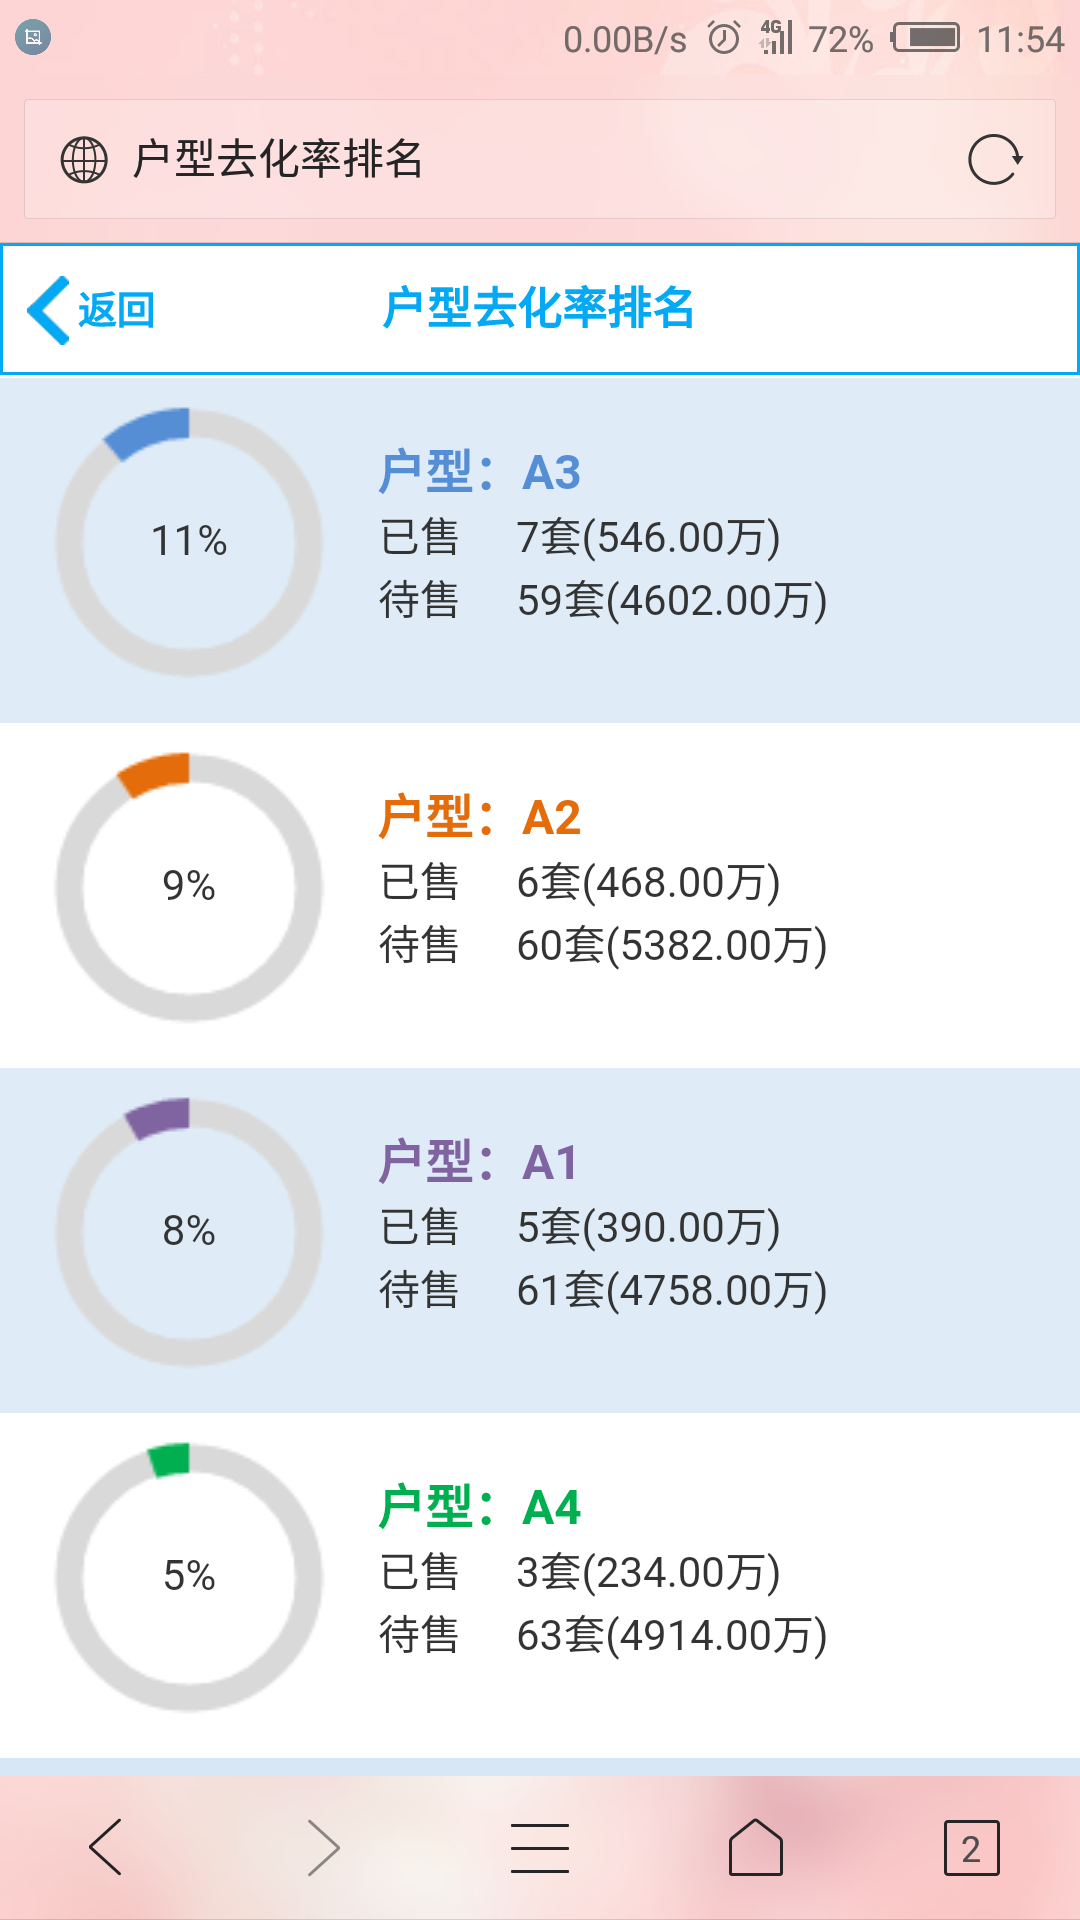 0.00B/s 4G 72% 11:54
户型去化率排名
返回 户型去化率排名
11%
户型：A3
已售 7套(546.00万)
待售 59套(4602.00万)
9%
户型：A2
已售 6套(468.00万)
待售 60套(5382.00万)
8%
户型：A1
已售 5套(390.00万)
待售 61套(4758.00万)
5%
户型：A4
已售 3套(234.00万)
待售 63套(4914.00万)
2